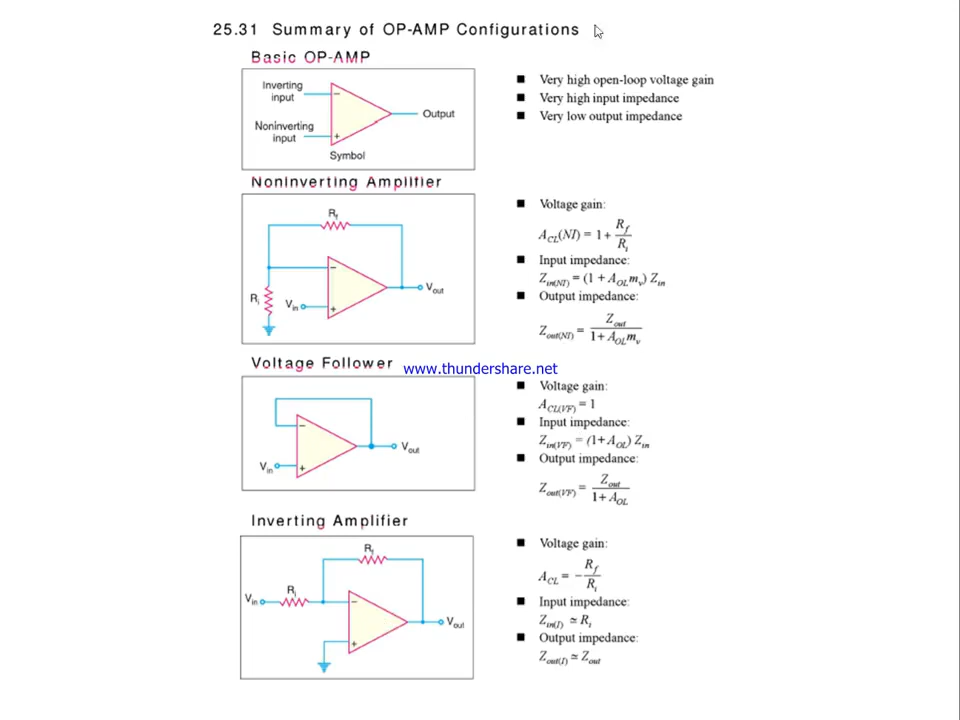 25.31 Summary of OP-AMP Configurations
Basic OP-AMP
Inverting
input
Noninverting
input
−
+
Output
Symbol
■ Very high open-loop voltage gain
■ Very high input impedance
■ Very low output impedance
Noninverting Amplifier
Rf
Ri
Vin
−
+
Vout
■ Voltage gain:
ACL(NI) = 1 + Rf / Ri
■ Input impedance:
Zin(NI) = (1 + AOL mv) Zin
■ Output impedance:
Zout(NI) = Zout / 1 + AOL mv
Voltage Follower
www.thundershare.net
−
+
Vin
Vout
■ Voltage gain:
ACL(VF) = 1
■ Input impedance:
Zin(VF) = (1+ AOL) Zin
■ Output impedance:
Zout(VF) = Zout / 1 + AOL
Inverting Amplifier
Rf
Ri
Vin
−
+
Vout
■ Voltage gain:
ACL = − Rf / Ri
■ Input impedance:
Zin(I) ≃ Ri
■ Output impedance:
Zout(I) ≃ Zout